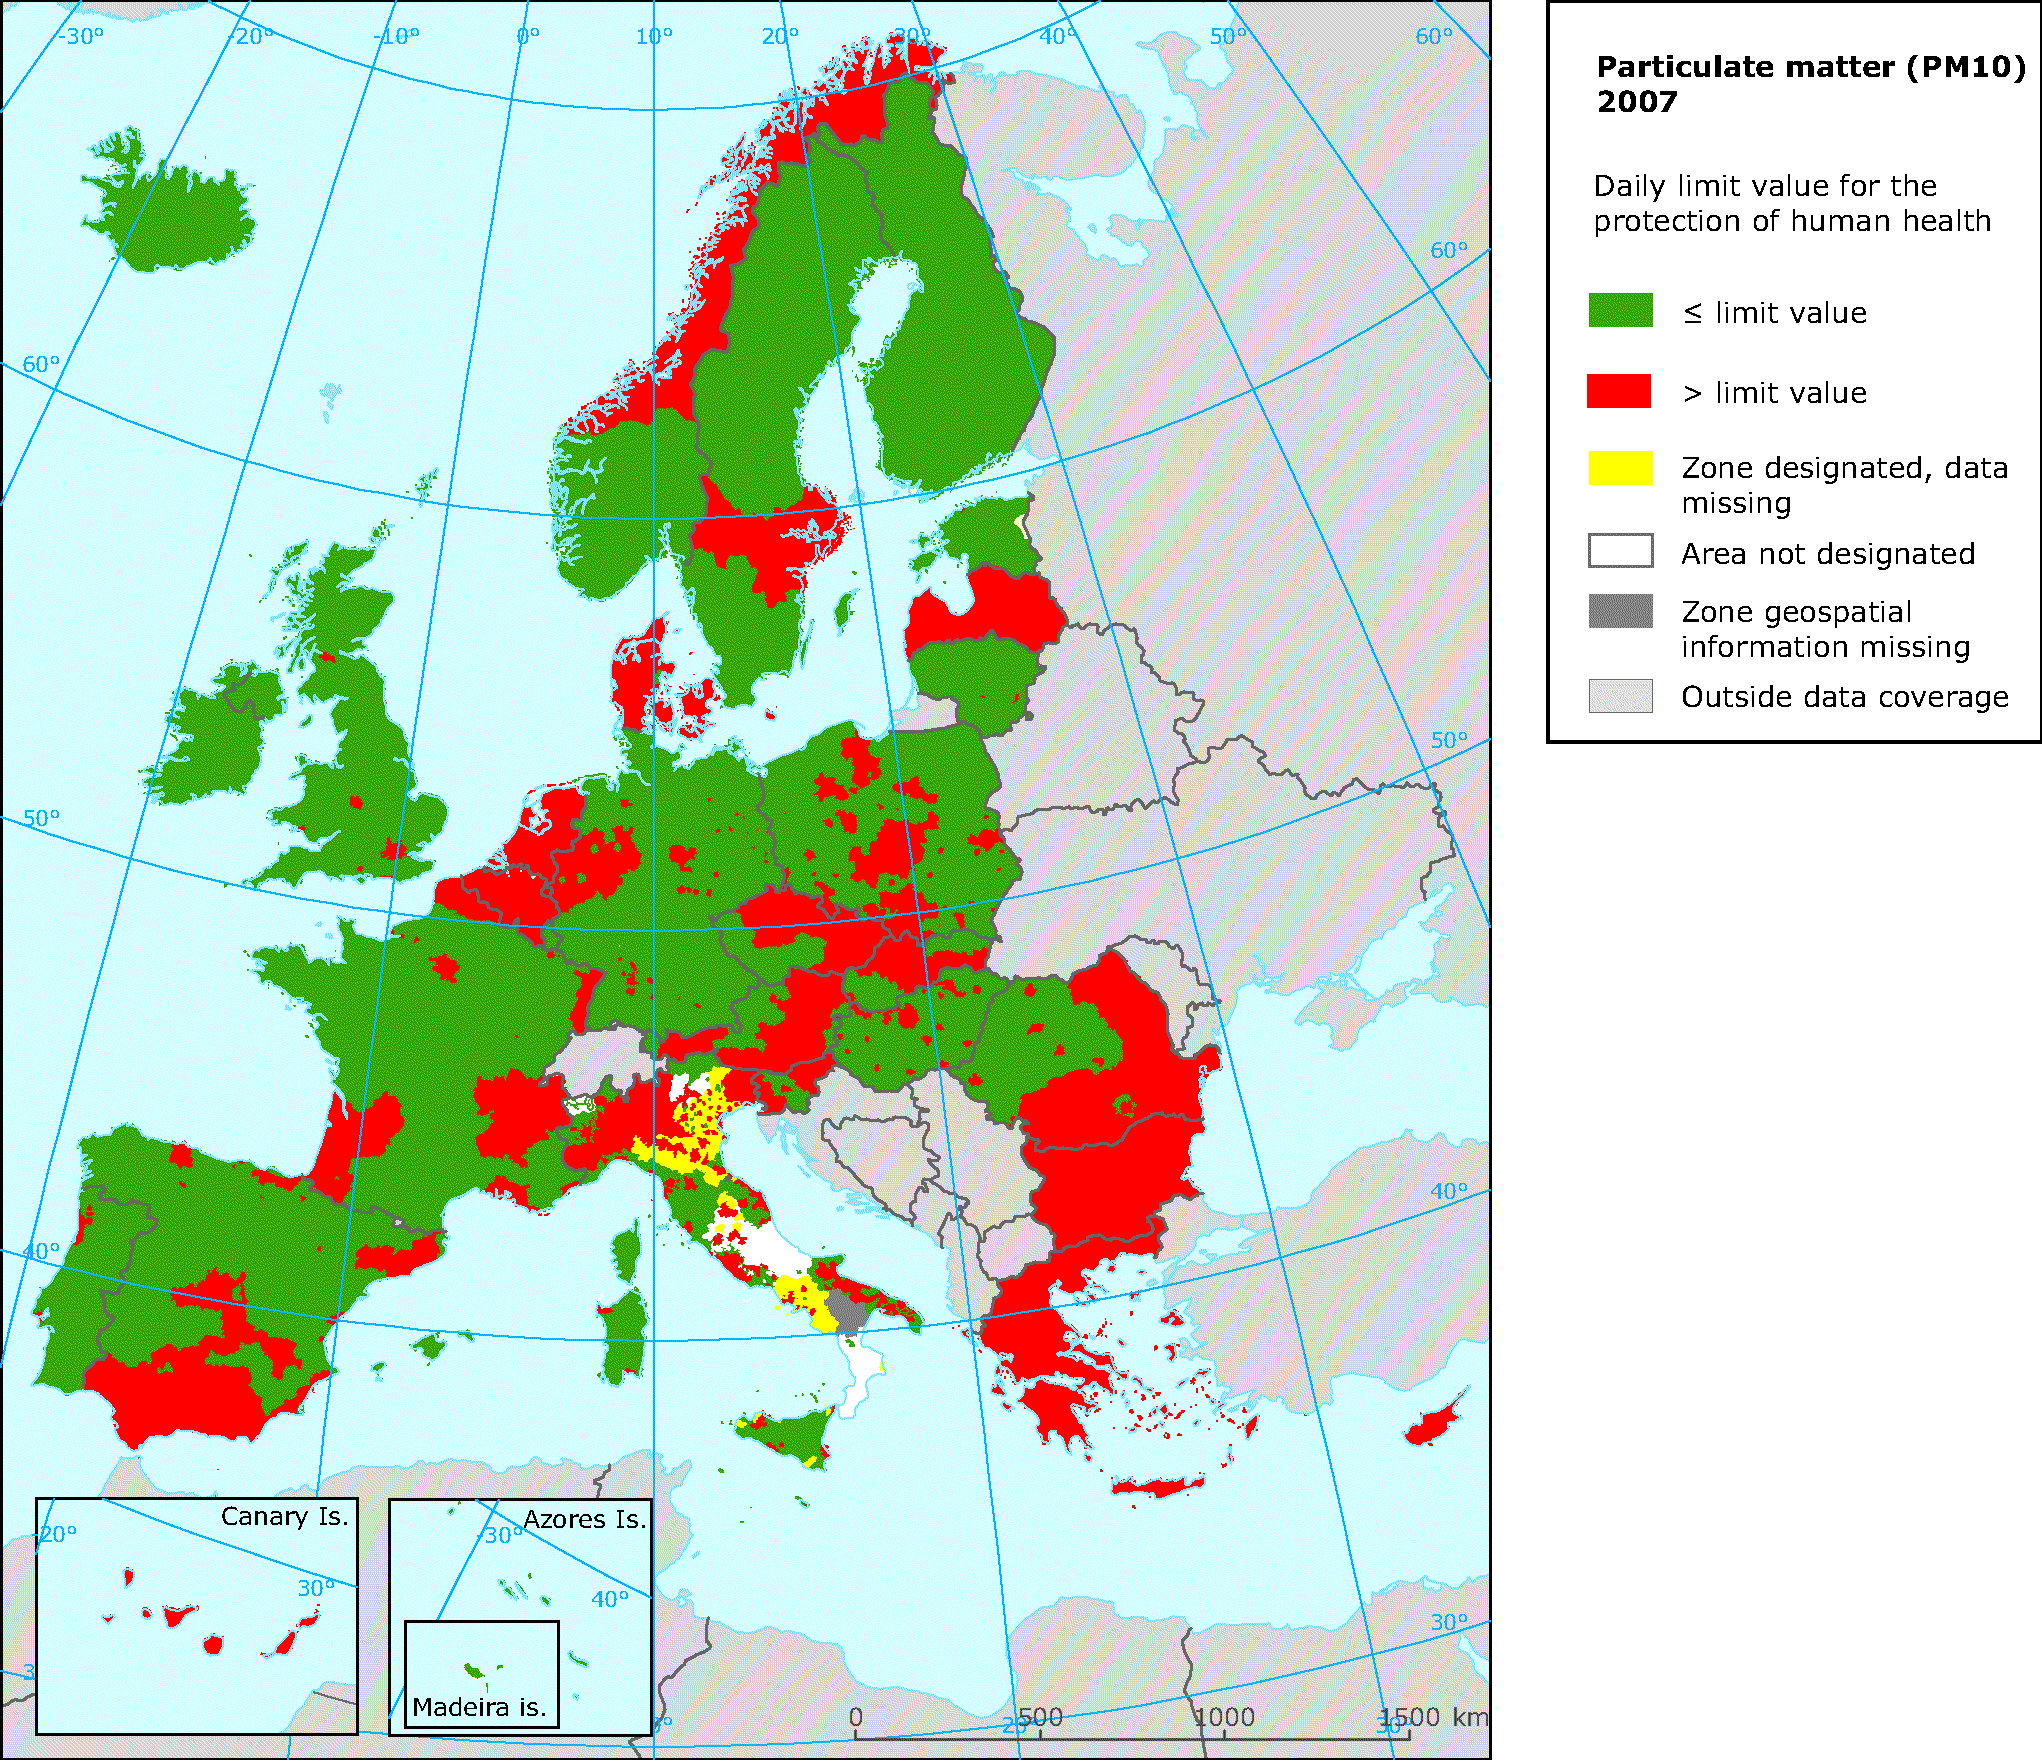 -30°
-20°
-10°
0°
10°
20°
30°
40°
50°
60°
Particulate matter (PM10)
2007
Daily limit value for the
protection of human health
≤ limit value
> limit value
Zone designated, data
missing
Area not designated
Zone geospatial
information missing
Outside data coverage
60°
60°
50°
50°
40°
40°
30°
Canary Is.
-20°
30°
Azores Is.
-30°
40°
Madeira is.
0
500
1000
1500 km
20°
30°